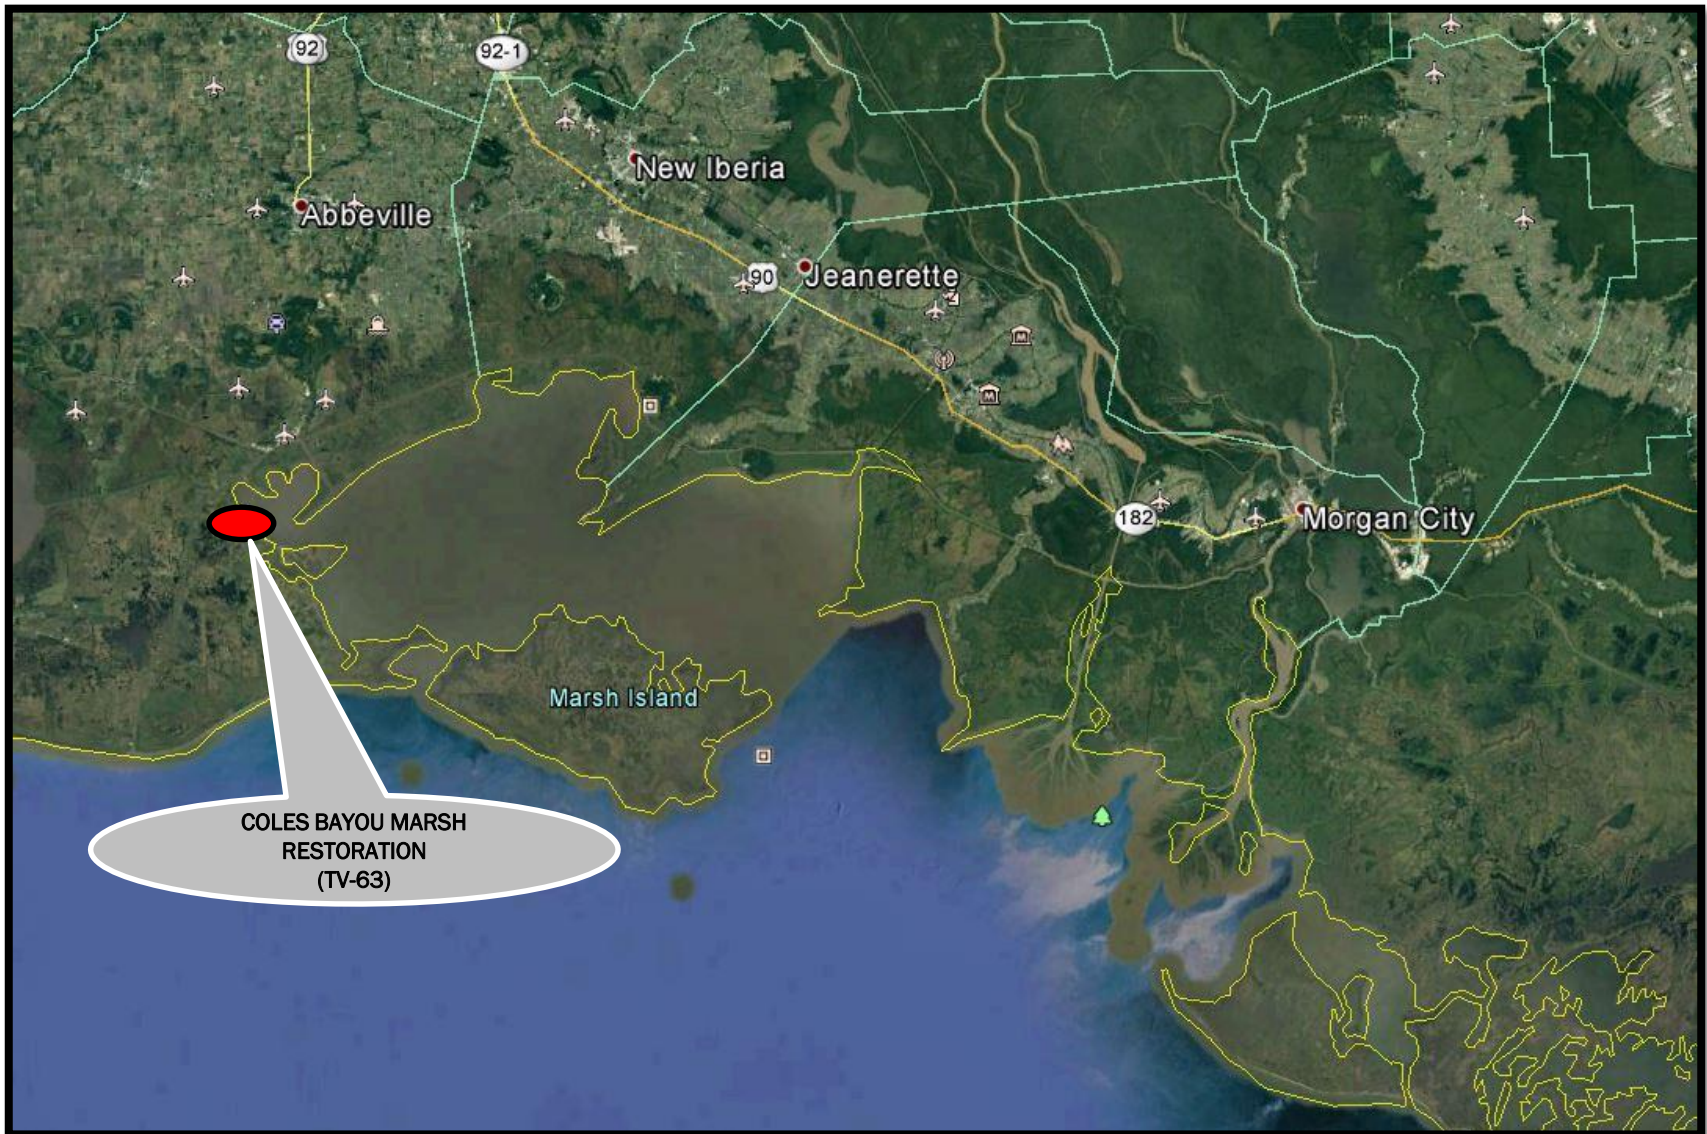 92
92-1
New Iberia
Abbeville
90
Jeanerette
182
Morgan City
Marsh Island
COLES BAYOU MARSH
RESTORATION
(TV-63)